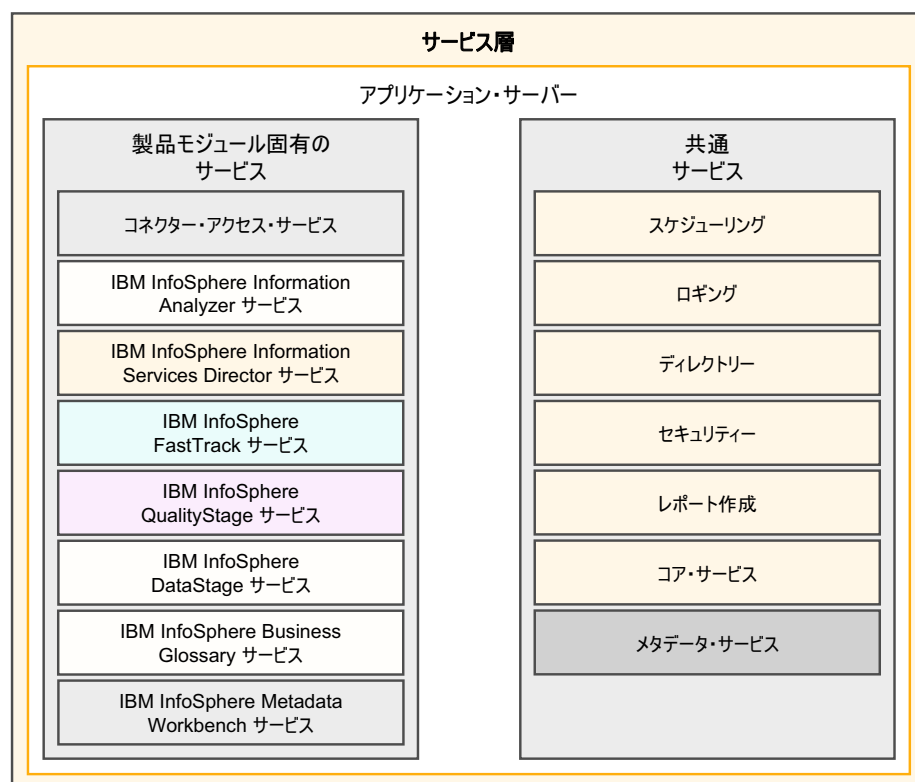 サービス層
アプリケーション・サーバー
製品モジュール固有の
サービス
コネクター・アクセス・サービス
IBM InfoSphere Information
Analyzer サービス
IBM InfoSphere Information
Services Director サービス
IBM InfoSphere
FastTrack サービス
IBM InfoSphere
QualityStage サービス
IBM InfoSphere
DataStage サービス
IBM InfoSphere Business
Glossary サービス
IBM InfoSphere Metadata
Workbench サービス
共通
サービス
スケジューリング
ロギング
ディレクトリー
セキュリティー
レポート作成
コア・サービス
メタデータ・サービス